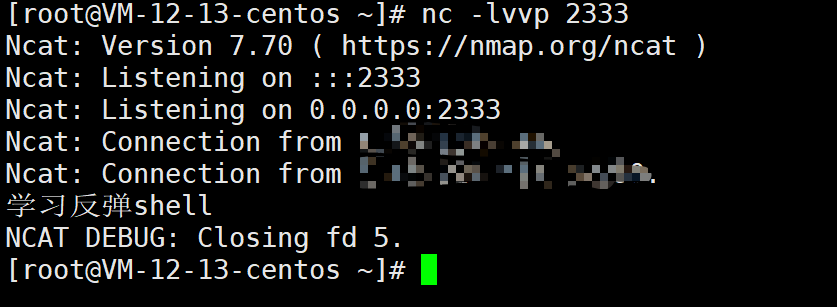 [root@VM-12-13-centos ~]# nc -lvvp 2333
Ncat: Version 7.70 ( https://nmap.org/ncat )
Ncat: Listening on :::2333
Ncat: Listening on 0.0.0.0:2333
Ncat: Connection from
Ncat: Connection from
学习反弹shell
NCAT DEBUG: Closing fd 5.
[root@VM-12-13-centos ~]#